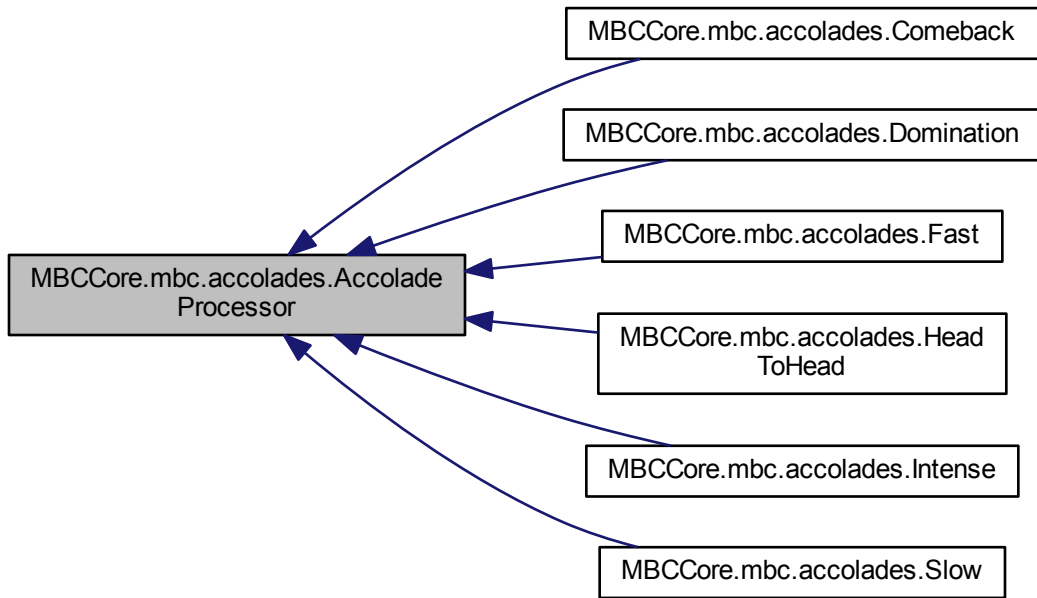 MBCCore.mbc.accolades.Comeback
MBCCore.mbc.accolades.Domination
MBCCore.mbc.accolades.Fast
MBCCore.mbc.accolades.Accolade
Processor
MBCCore.mbc.accolades.Head
ToHead
MBCCore.mbc.accolades.Intense
MBCCore.mbc.accolades.Slow